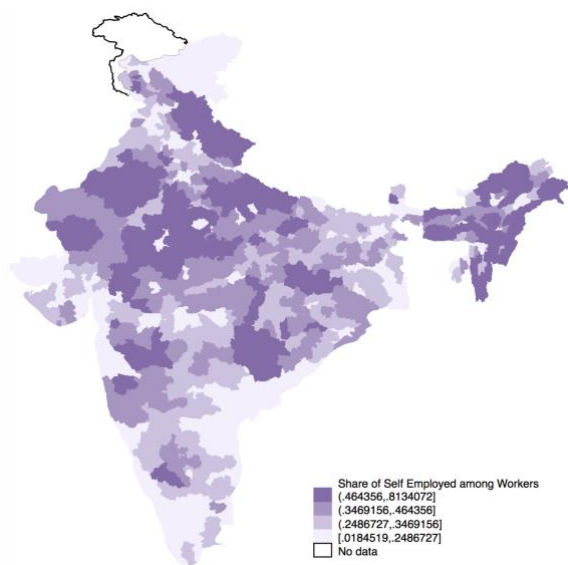 Share of Self Employed among Workers
(.464356,.8134072]
(.3469156,.464356]
(.2486727,.3469156]
[.0184519,.2486727]
No data